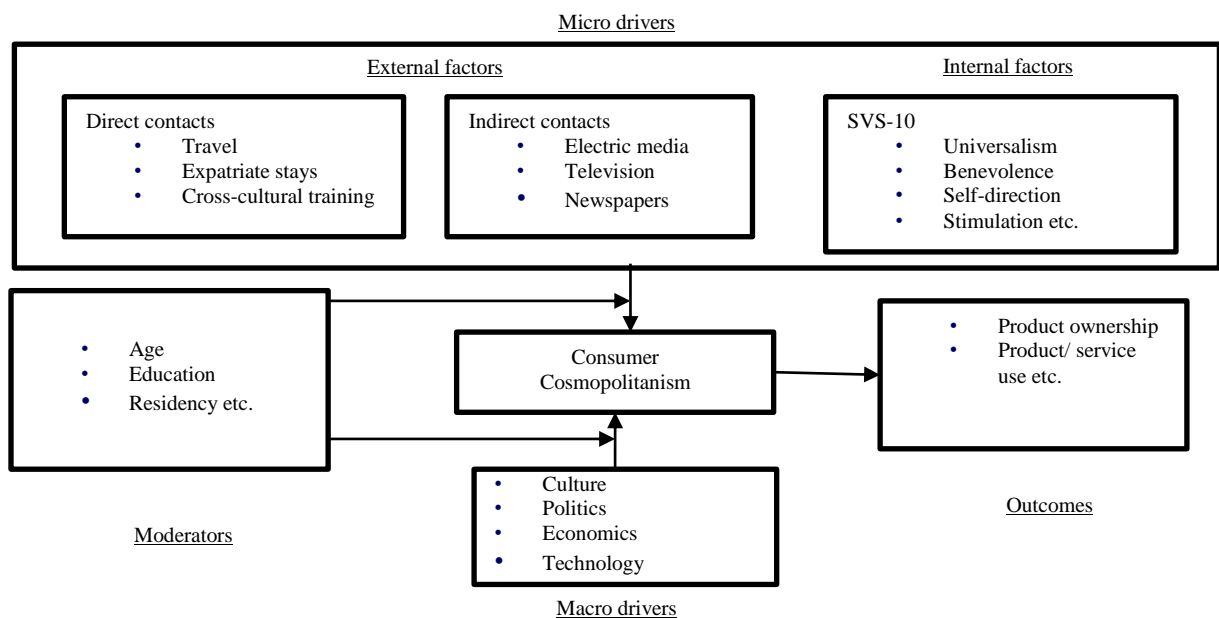 Micro drivers
External factors
Internal factors
Direct contacts
• Travel
• Expatriate stays
• Cross-cultural training
Indirect contacts
• Electric media
• Television
• Newspapers
SVS-10
• Universalism
• Benevolence
• Self-direction
• Stimulation etc.
• Age
• Education
• Residency etc.
Moderators
Consumer
Cosmopolitanism
• Product ownership
• Product/ service
use etc.
Outcomes
• Culture
• Politics
• Economics
• Technology
Macro drivers